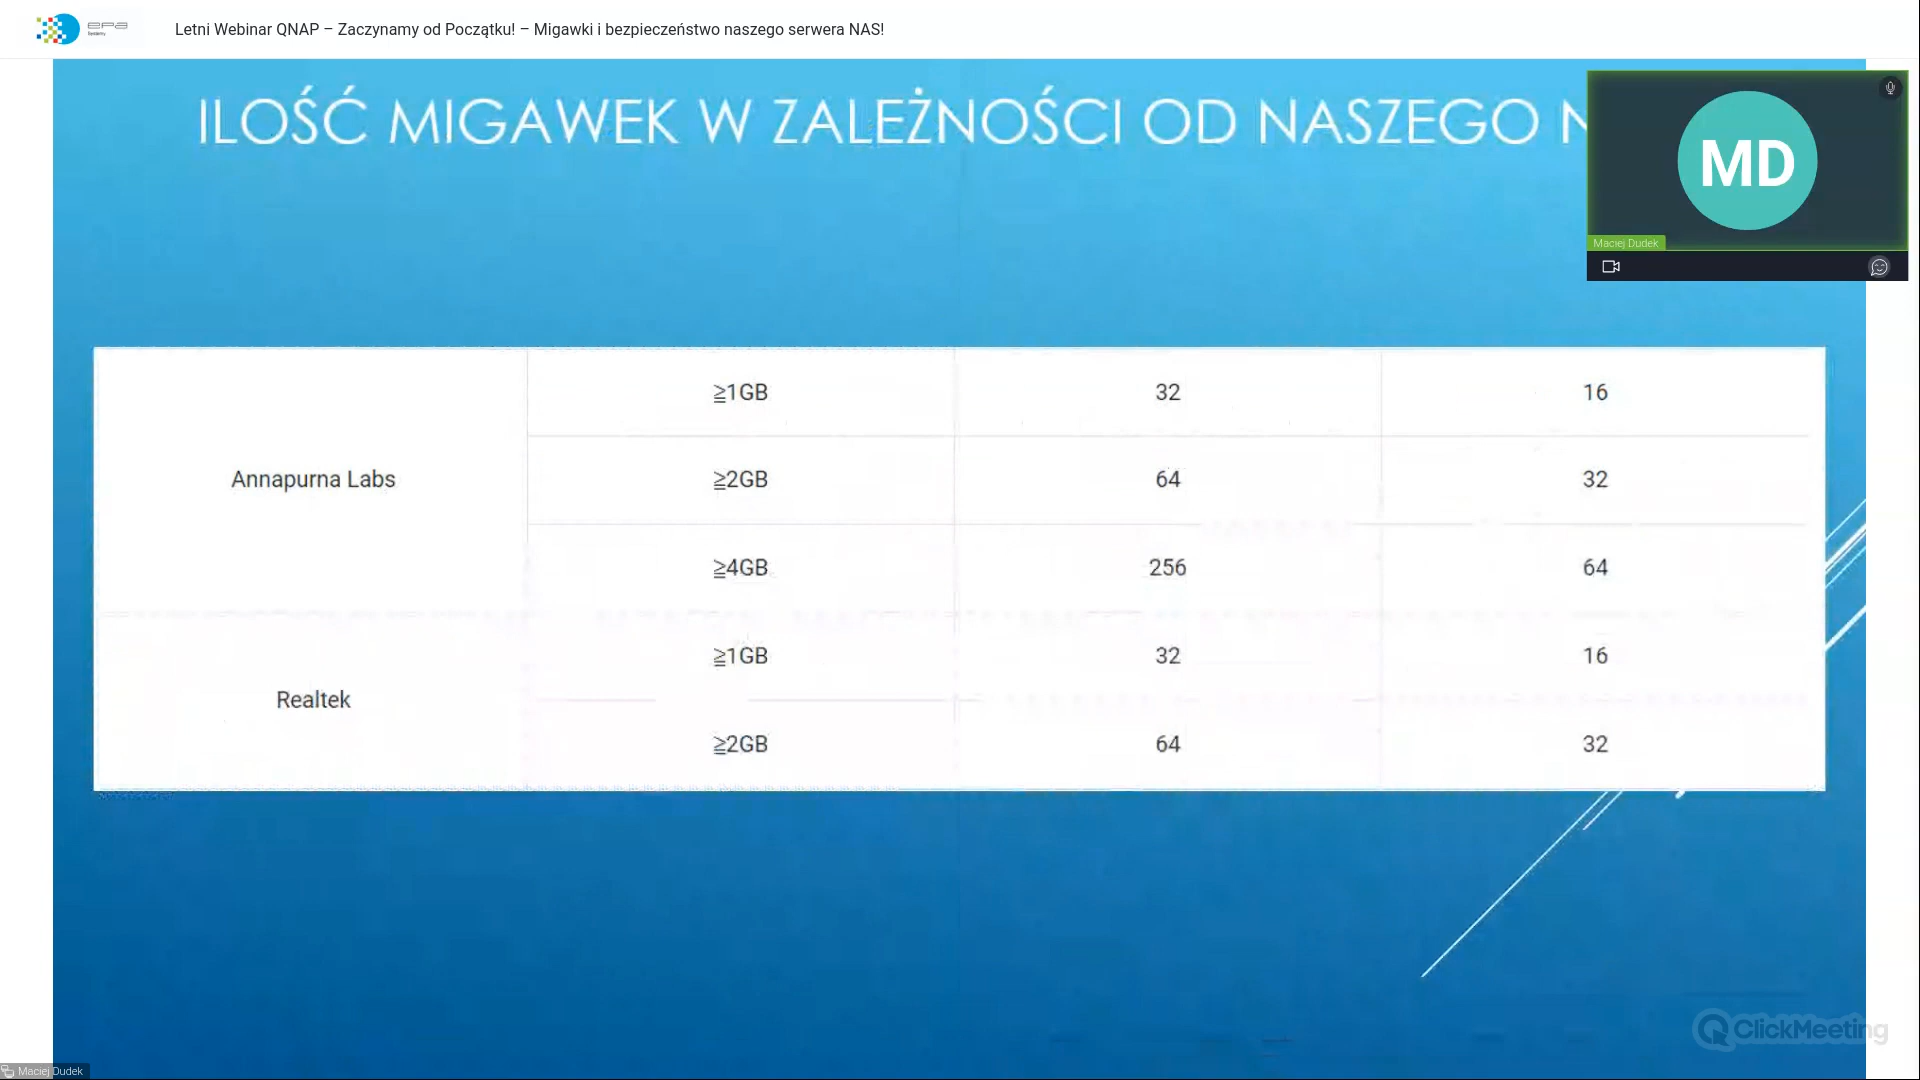 epa
Systemy
Letni Webinar QNAP – Zaczynamy od Początku! – Migawki i bezpieczeństwo naszego serwera NAS!
ILOŚĆ MIGAWEK W ZALEŻNOŚCI OD NASZEGO N
MD
Maciej Dudek
≧1GB 32 16
Annapurna Labs ≧2GB 64 32
≧4GB 256 64
≧1GB 32 16
Realtek
≧2GB 64 32
ClickMeeting
Maciej Dudek